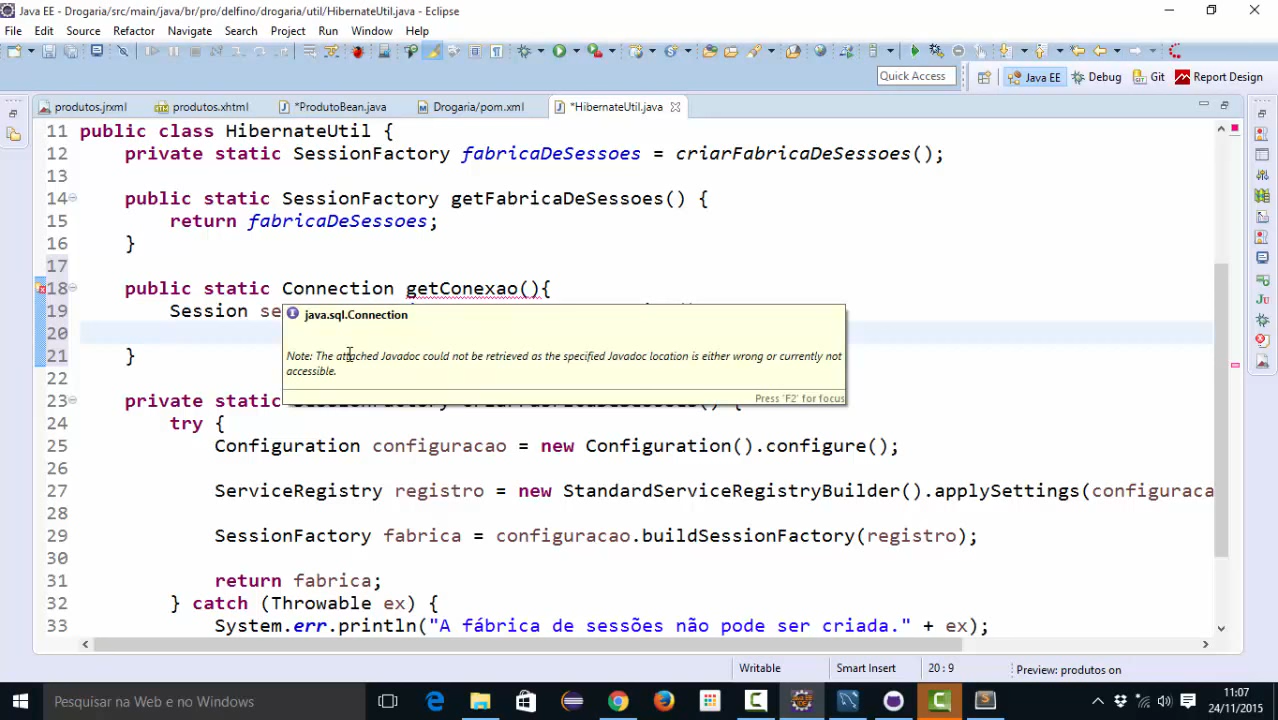 Java EE - Drogaria/src/main/java/br/pro/delfino/drogaria/util/HibernateUtil.java - Eclipse
File Edit Source Refactor Navigate Search Project Run Window Help
Quick Access Java EE Debug Git Report Design
produtos.jrxml produtos.xhtml *ProdutoBean.java Drogaria/pom.xml *HibernateUtil.java
11 public class HibernateUtil {
12 private static SessionFactory fabricaDeSessoes = criarFabricaDeSessoes();
13
14 public static SessionFactory getFabricaDeSessoes() {
15 return fabricaDeSessoes;
16 }
17
18 public static Connection getConexao(){
19 Session se
java.sql.Connection
20
Note: The attached Javadoc could not be retrieved as the specified Javadoc location is either wrong or currently not
21 }
accessible.
22
Press 'F2' for focus
23 private static
24 try {
25 Configuration configuracao = new Configuration().configure();
26
27 ServiceRegistry registro = new StandardServiceRegistryBuilder().applySettings(configuraca
28
29 SessionFactory fabrica = configuracao.buildSessionFactory(registro);
30
31 return fabrica;
32 } catch (Throwable ex) {
33 System.err.println("A fábrica de sessões não pode ser criada." + ex);
Writable Smart Insert 20 : 9 Preview: produtos on
Pesquisar na Web e no Windows
11:07
24/11/2015